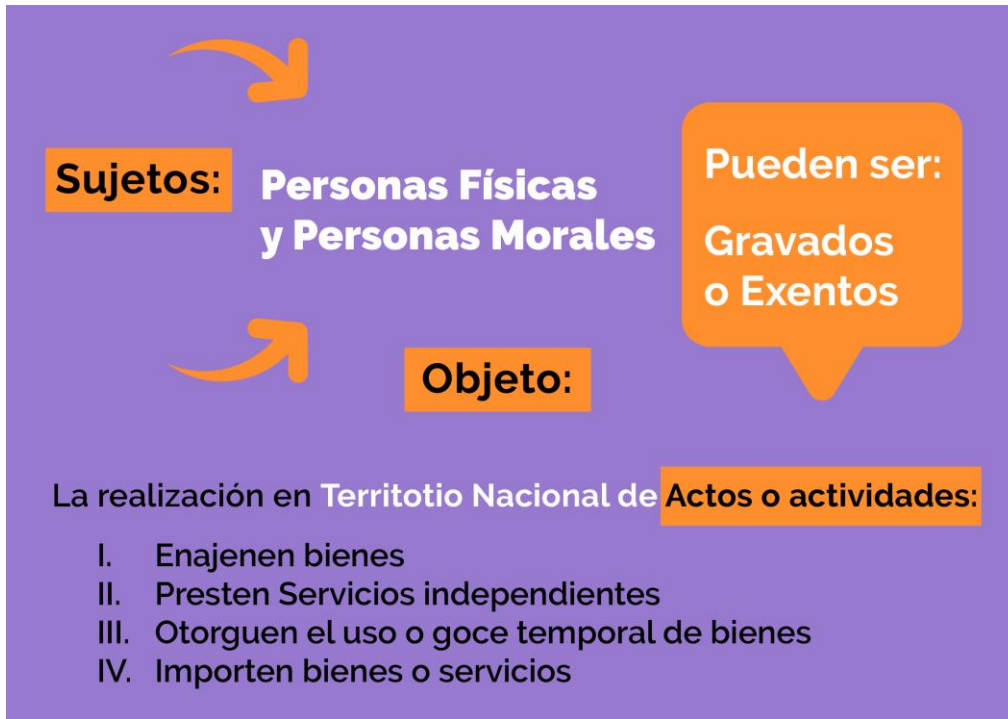 Sujetos:
Personas Físicas
y Personas Morales
Pueden ser:
Gravados
o Exentos
Objeto:
La realización en Territotio Nacional de Actos o actividades:
I. Enajenen bienes
II. Presten Servicios independientes
III. Otorguen el uso o goce temporal de bienes
IV. Importen bienes o servicios